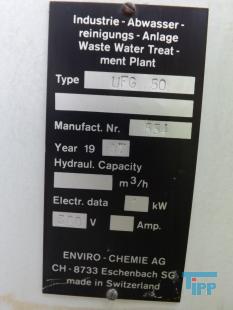 Industrie - Abwasser-
reinigungs - Anlage
Waste Water Treat -
ment Plant
Type UFG 50
Manufact. Nr.
Year 19
Hydraul. Capacity
m3/h
Electr. data kW
V Amp.
ENVIRO - CHEMIE AG
CH - 8733 Eschenbach SG
made in Switzerland
TIPP